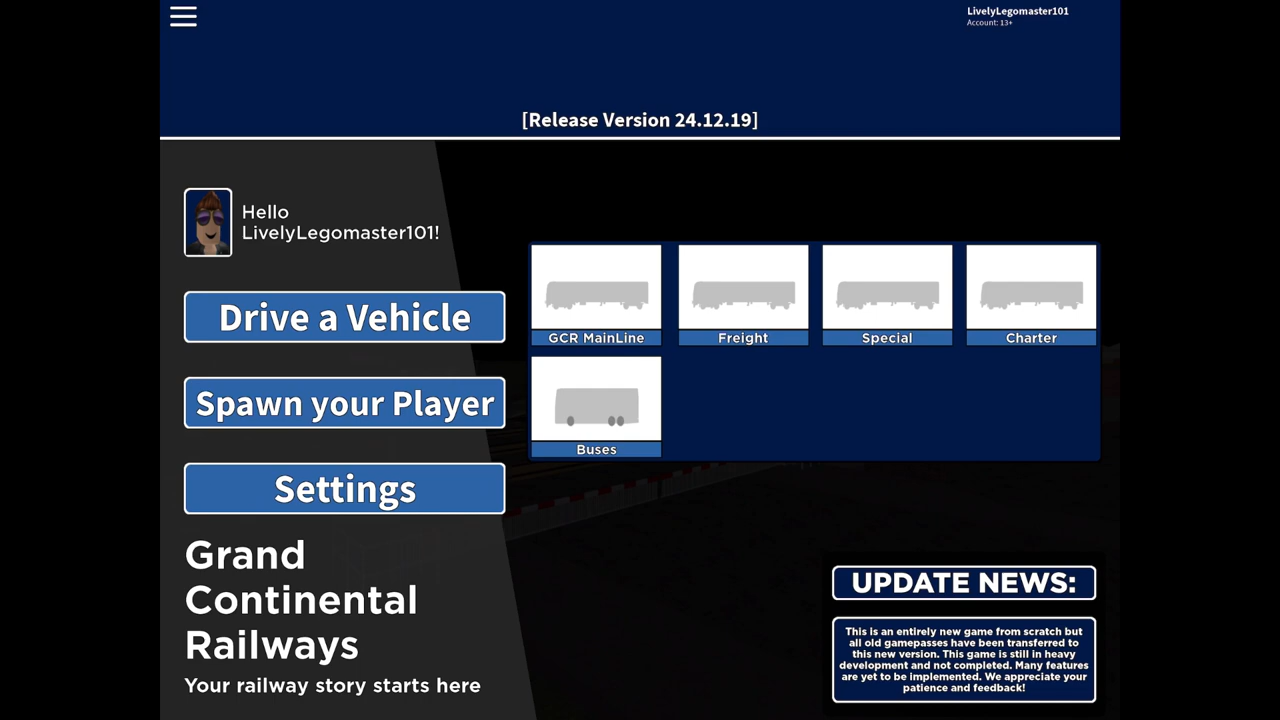 LivelyLegomaster101
Account: 13+
[Release Version 24.12.19]
Hello
LivelyLegomaster101!
Drive a Vehicle
Spawn your Player
Settings
GCR MainLine
Freight
Special
Charter
Buses
Grand
Continental
Railways
Your railway story starts here
UPDATE NEWS:
This is an entirely new game from scratch but
all old gamepasses have been transferred to
this new version. This game is still in heavy
development and not completed. Many features
are yet to be implemented. We appreciate your
patience and feedback!